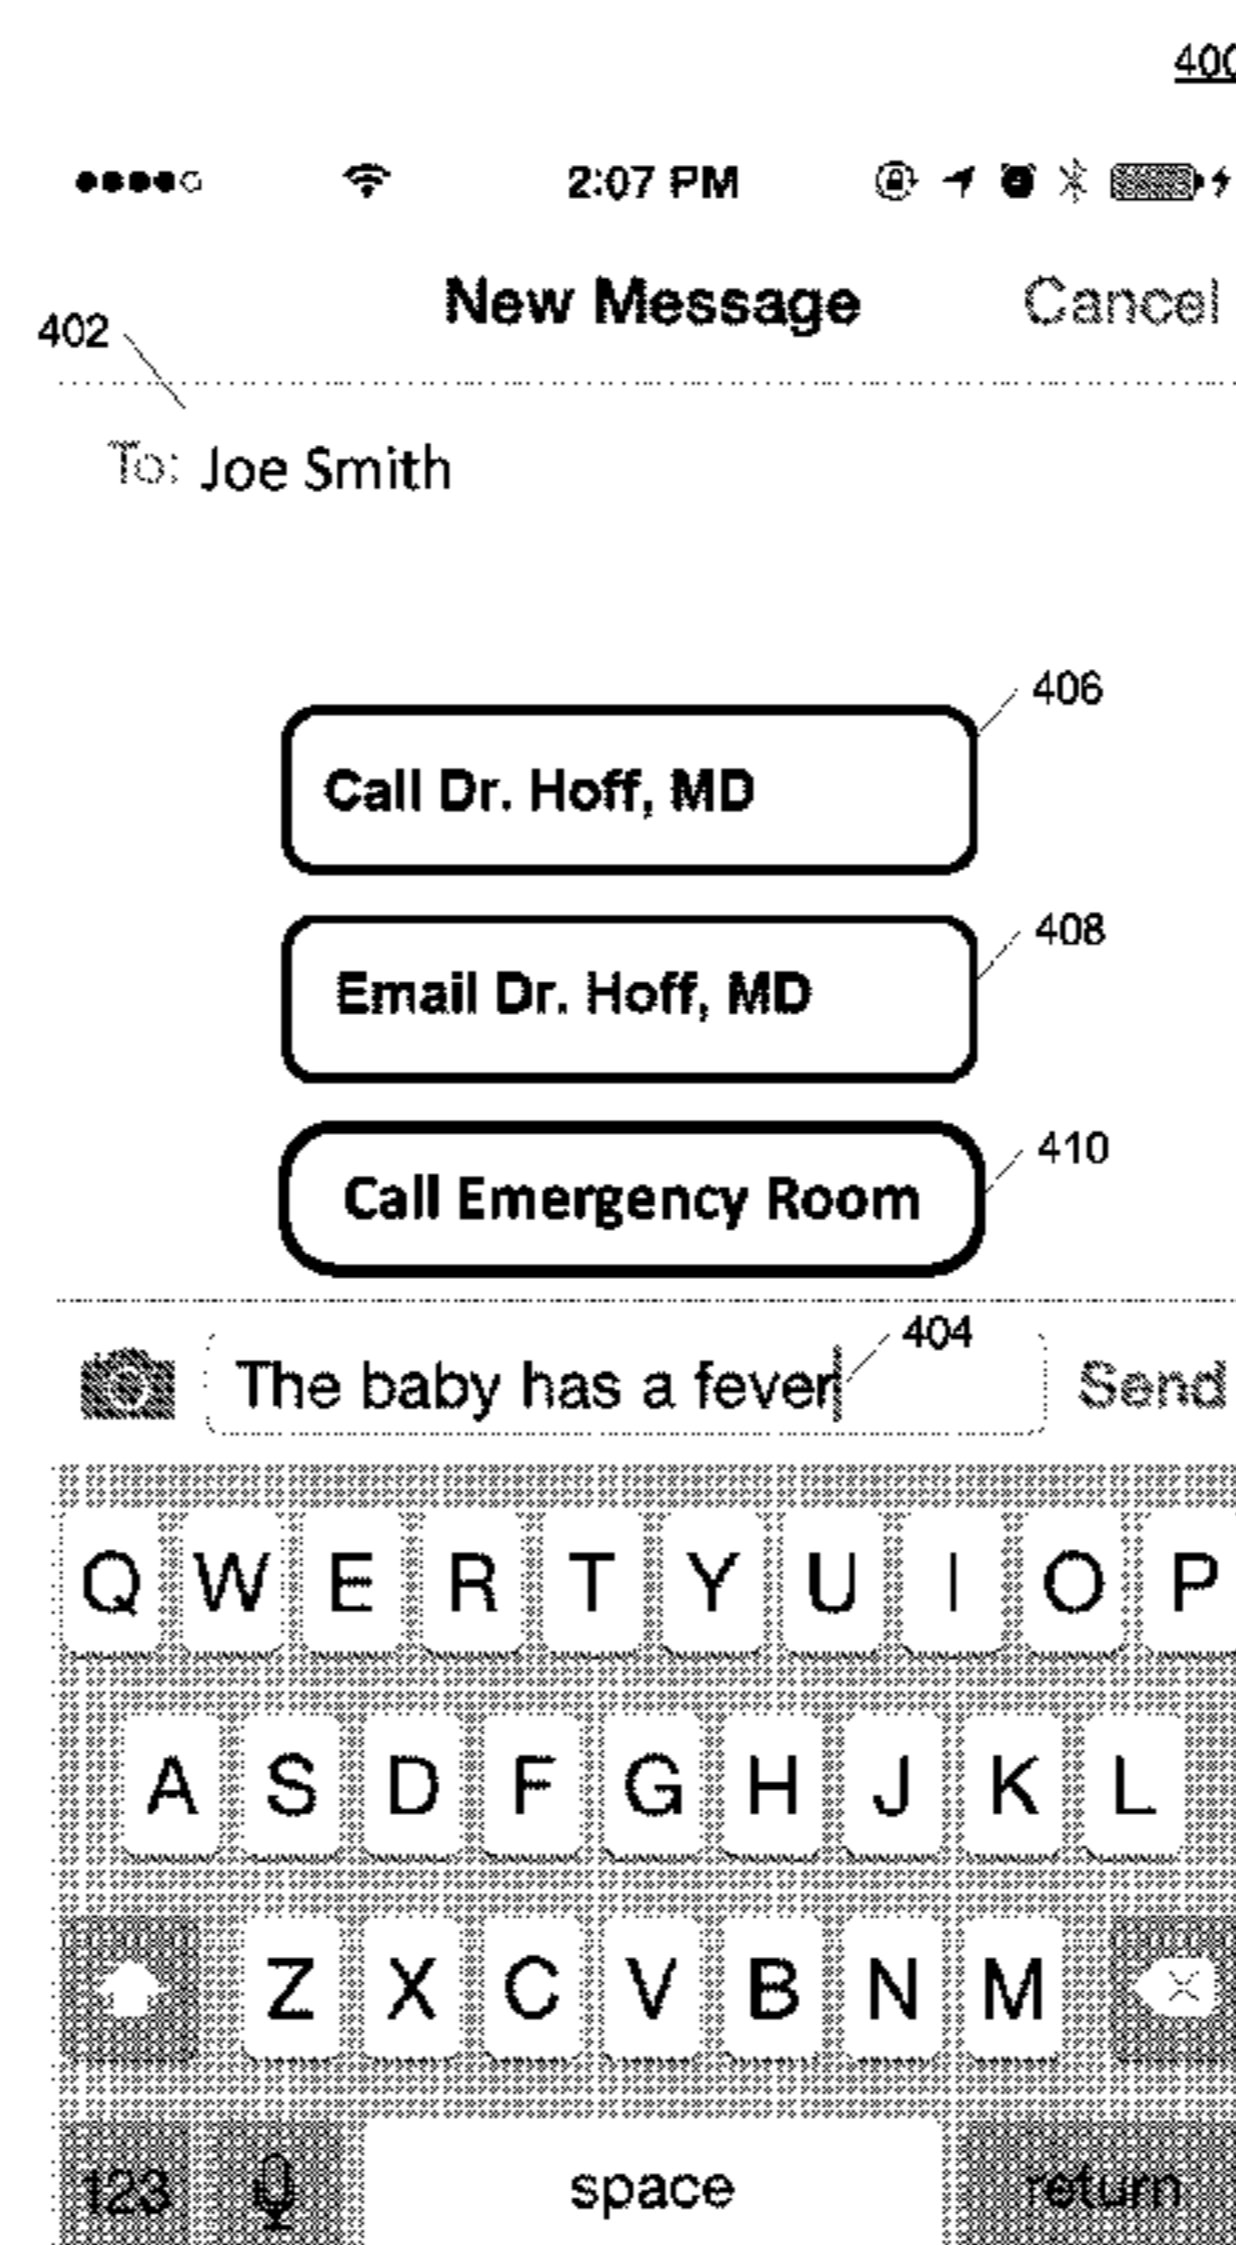 400
2:07 PM
New Message Cancel
402
To: Joe Smith
406
Call Dr. Hoff, MD
408
Email Dr. Hoff, MD
410
Call Emergency Room
404
The baby has a fever Send
Q W E R T Y U I O P
A S D F G H J K L
Z X C V B N M
123 space return